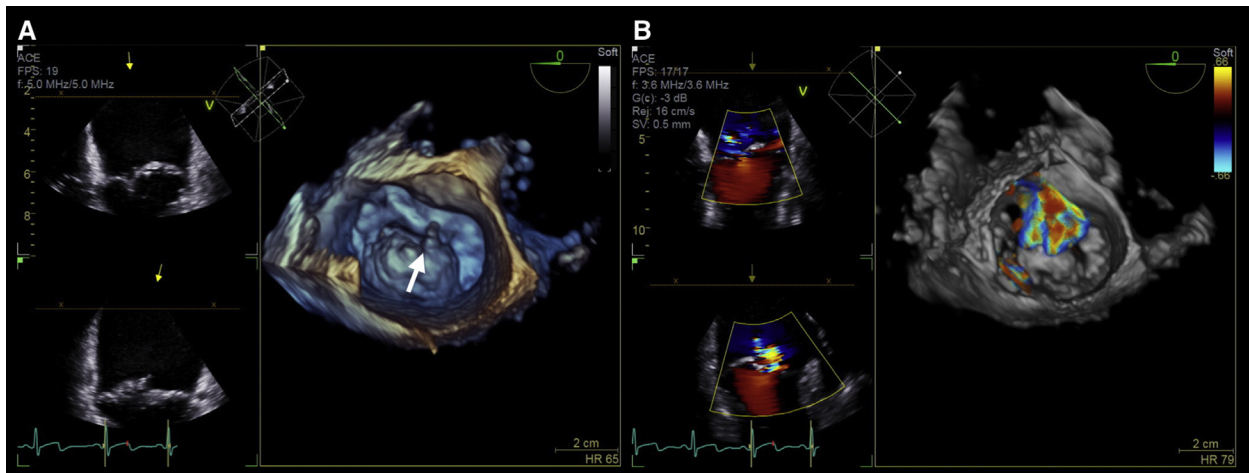 A
ACE
FPS: 19
f: 5.0 MHz/5.0 MHz
2
4
6
8
V
0
Soft
2 cm
HR 65
B
ACE
FPS: 17/17
f: 3.6 MHz/3.6 MHz
G(c): -3 dB
Rej: 16 cm/s
SV: 0.5 mm
5
10
V
0
Soft
.66
-.66
2 cm
HR 79